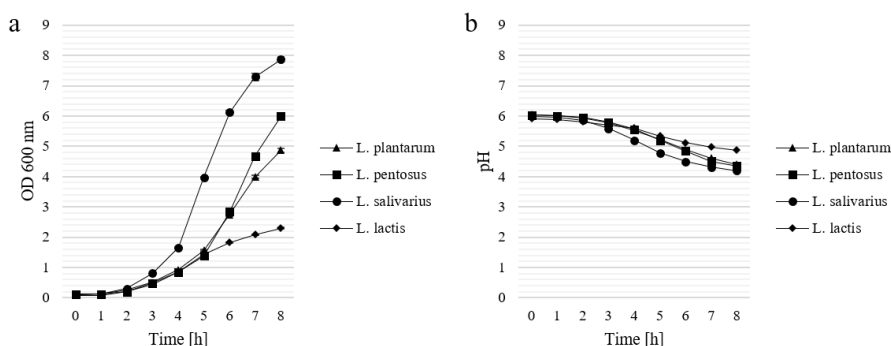 a
9
8
7
6
5
4
3
2
1
0
OD 600 nm
0 1 2 3 4 5 6 7 8
Time [h]
L. plantarum
L. pentosus
L. salivarius
L. lactis
b
9
8
7
6
5
4
3
2
1
0
pH
0 1 2 3 4 5 6 7 8
Time [h]
L. plantarum
L. pentosus
L. salivarius
L. lactis